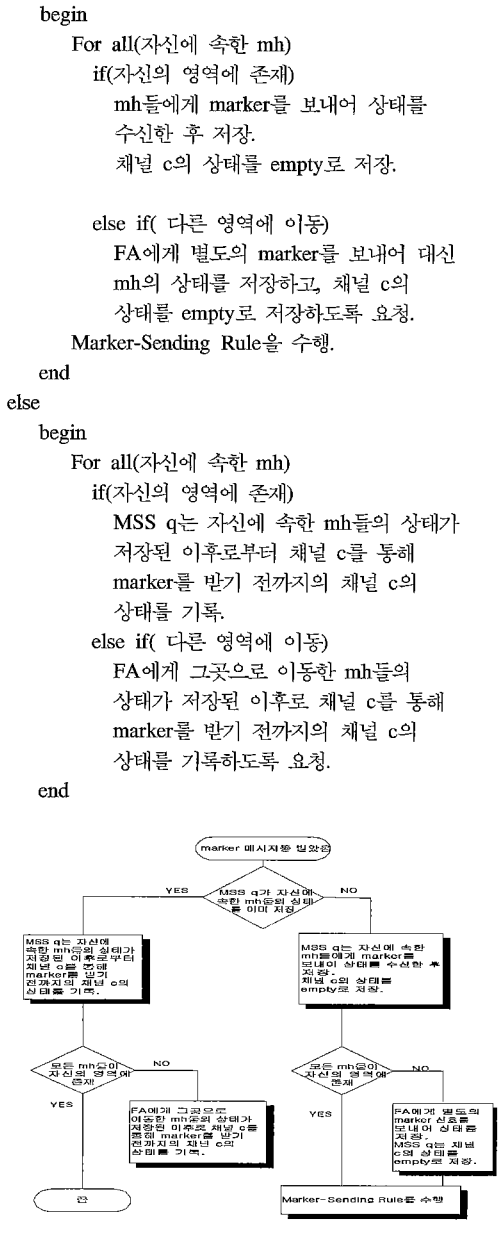 begin
For all(자신에 속한 mh)
if(자신의 영역에 존재)
mh들에게 marker를 보내어 상태를
수신한 후 저장.
채널 c의 상태를 empty로 저장.
else if( 다른 영역에 이동)
FA에게 별도의 marker를 보내어 대신
mh의 상태를 저장하고, 채널 c의
상태를 empty로 저장하도록 요청.
Marker-Sending Rule을 수행.
end
else
begin
For all(자신에 속한 mh)
if(자신의 영역에 존재)
MSS q는 자신에 속한 mh들의 상태가
저장된 이후로부터 채널 c를 통해
marker를 받기 전까지의 채널 c의
상태를 기록.
else if( 다른 영역에 이동)
FA에게 그곳으로 이동한 mh들의
상태가 저장된 이후로 채널 c를 통해
marker를 받기 전까지의 채널 c의
상태를 기록하도록 요청.
end
marker 메시지를 받았음
MSS q가 자신에
속한 mh들의 상태
를 이미 저장
YES
NO
MSS q는 자신에
속한 mh들의 상태가
저장된 이후로부터
채널 c를 통해
marker를 받기
전까지의 채널 c의
상태를 기록.
MSS q는 자신에 속한
mh들에게 marker를
보내어 상태를 수신한 후
저장.
채널 c의 상태를
empty로 저장.
모든 mh들이
자신의 영역에
존재
NO
YES
모든 mh들이
자신의 영역에
존재
NO
YES
FA에게 그곳으로
이동한 mh들의 상태가
저장된 이후로 채널 c를
통해 marker를 받기
전까지의 채널 c의
상태를 기록.
FA에게 별도의
marker 신호를
보내어 상태를
저장.
MSS q는 채널
c의 상태를
empty로 저장.
끝
Marker-Sending Rule를 수행